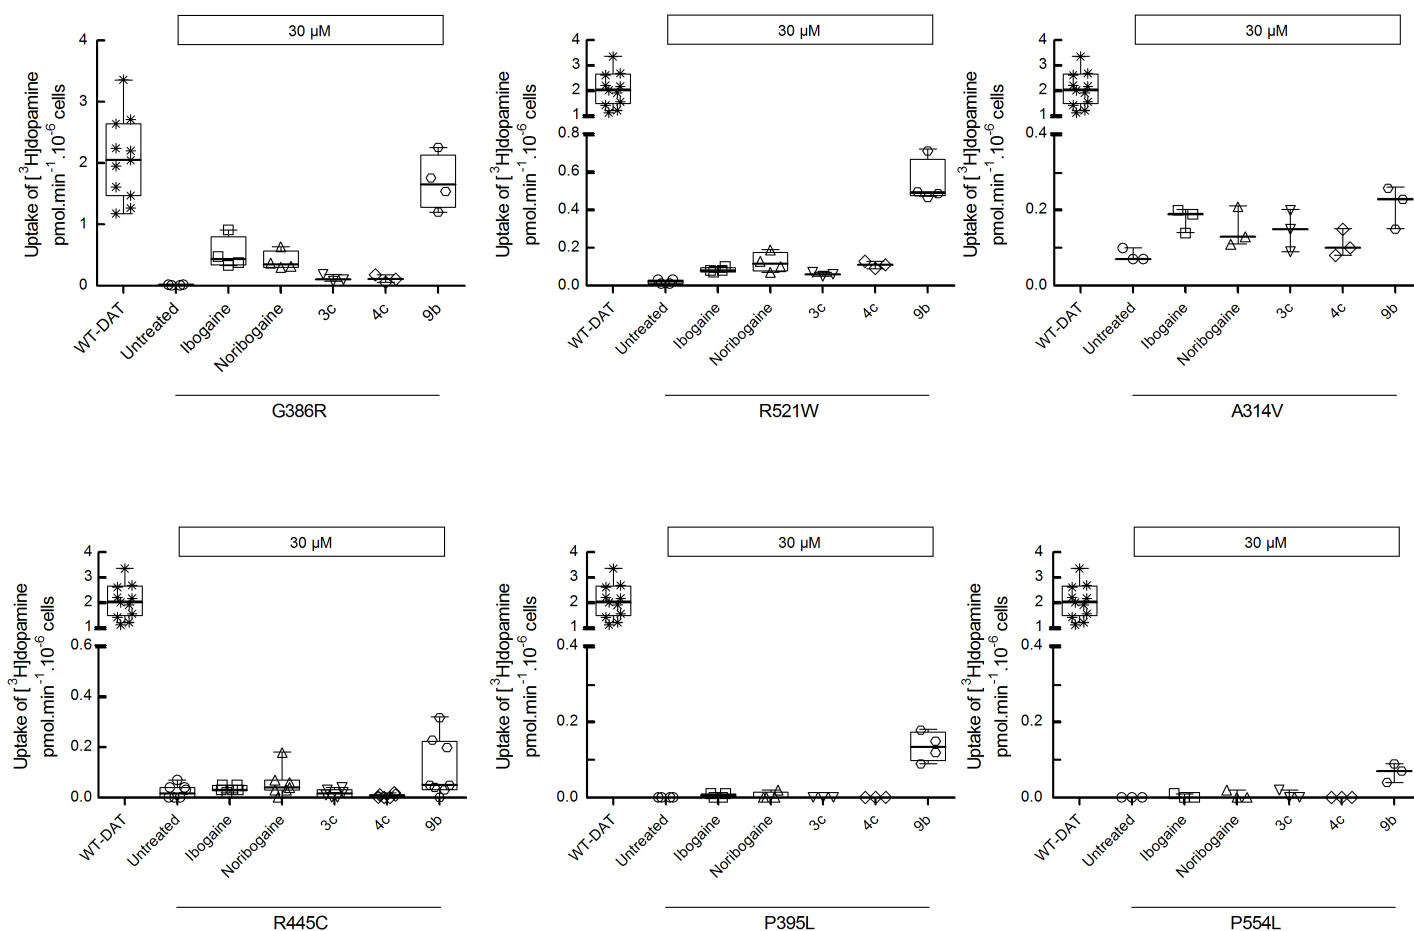 30 µM
4
3
2
1
0
Uptake of [³H]dopamine
pmol.min⁻¹.10⁻⁶ cells
WT-DAT
Untreated
Ibogaine
Noribogaine
3c
4c
9b
G386R
30 µM
4
3
2
1
0.8
0.6
0.4
0.2
0.0
Uptake of [³H]dopamine
pmol.min⁻¹.10⁻⁶ cells
WT-DAT
Untreated
Ibogaine
Noribogaine
3c
4c
9b
R521W
30 µM
4
3
2
1
0.4
0.2
0.0
Uptake of [³H]dopamine
pmol.min⁻¹.10⁻⁶ cells
WT-DAT
Untreated
Ibogaine
Noribogaine
3c
4c
9b
A314V
30 µM
4
3
2
1
0.6
0.4
0.2
0.0
Uptake of [³H]dopamine
pmol.min⁻¹.10⁻⁶ cells
WT-DAT
Untreated
Ibogaine
Noribogaine
3c
4c
9b
R445C
30 µM
4
3
2
1
0.4
0.2
0.0
Uptake of [³H]dopamine
pmol.min⁻¹.10⁻⁶ cells
WT-DAT
Untreated
Ibogaine
Noribogaine
3c
4c
9b
P395L
30 µM
4
3
2
1
0.4
0.2
0.0
Uptake of [³H]dopamine
pmol.min⁻¹.10⁻⁶ cells
WT-DAT
Untreated
Ibogaine
Noribogaine
3c
4c
9b
P554L